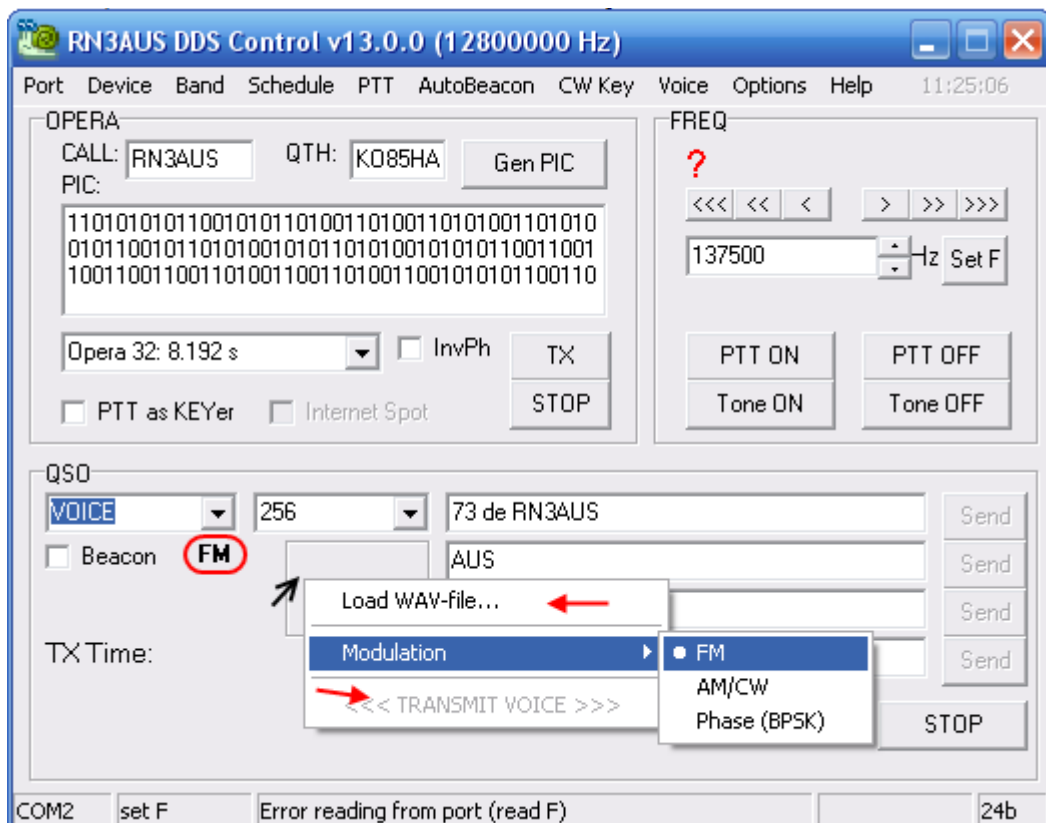 RN3AUS DDS Control v13.0.0 (12800000 Hz)
Port Device Band Schedule PTT AutoBeacon CW Key Voice Options Help 11:25:06
OPERA
CALL: RN3AUS QTH: KO85HA Gen PIC
PIC:
1101010101100101011010011010011010100110101 0
0101100101101010010101101010010101011001100 1
1001100110011010011001101001100101010110011 0
Opera 32: 8.192 s InvPh TX
PTT as KEYer Internet Spot STOP
FREQ
?
<<< << < > >> >>>
137500 Hz Set F
PTT ON PTT OFF
Tone ON Tone OFF
QSO
VOICE 256 73 de RN3AUS Send
Beacon FM AUS Send
Load WAV-file... Send
TX Time: Modulation FM Send
AM/CW
<<< TRANSMIT VOICE >>> Phase (BPSK) STOP
COM2 set F Error reading from port (read F) 24b